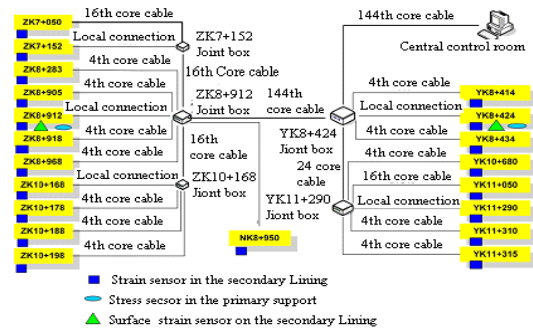 ZK7+050
16th core cable
144th core cable
ZK7+152
Local connection
ZK7+152
Joint box
Central control room
ZK8+283
4th core cable
16th Core cable
ZK8+905
4th core cable
ZK8+912
Joint box
144th
core cable
4th core cable
YK8+414
ZK8+912
Local connection
Local connection
YK8+424
ZK8+918
4th core cable
YK8+424
Jiont box
4th core cable
YK8+434
ZK8+968
4th core cable
16th
core cable
24 core
cable
4th core cable
YK10+680
ZK10+168
Local connection
ZK10+168
Jiont box
16th core cable
YK11+050
ZK10+178
4th core cable
YK11+290
Jiont box
Local connection
YK11+290
ZK10+188
4th core cable
NK8+950
4th core cable
YK11+310
ZK10+198
4th core cable
4th core cable
YK11+315
Strain sensor in the secondary Lining
Stress secsor in the primary support
Surface strain sensor on the secondary Lining